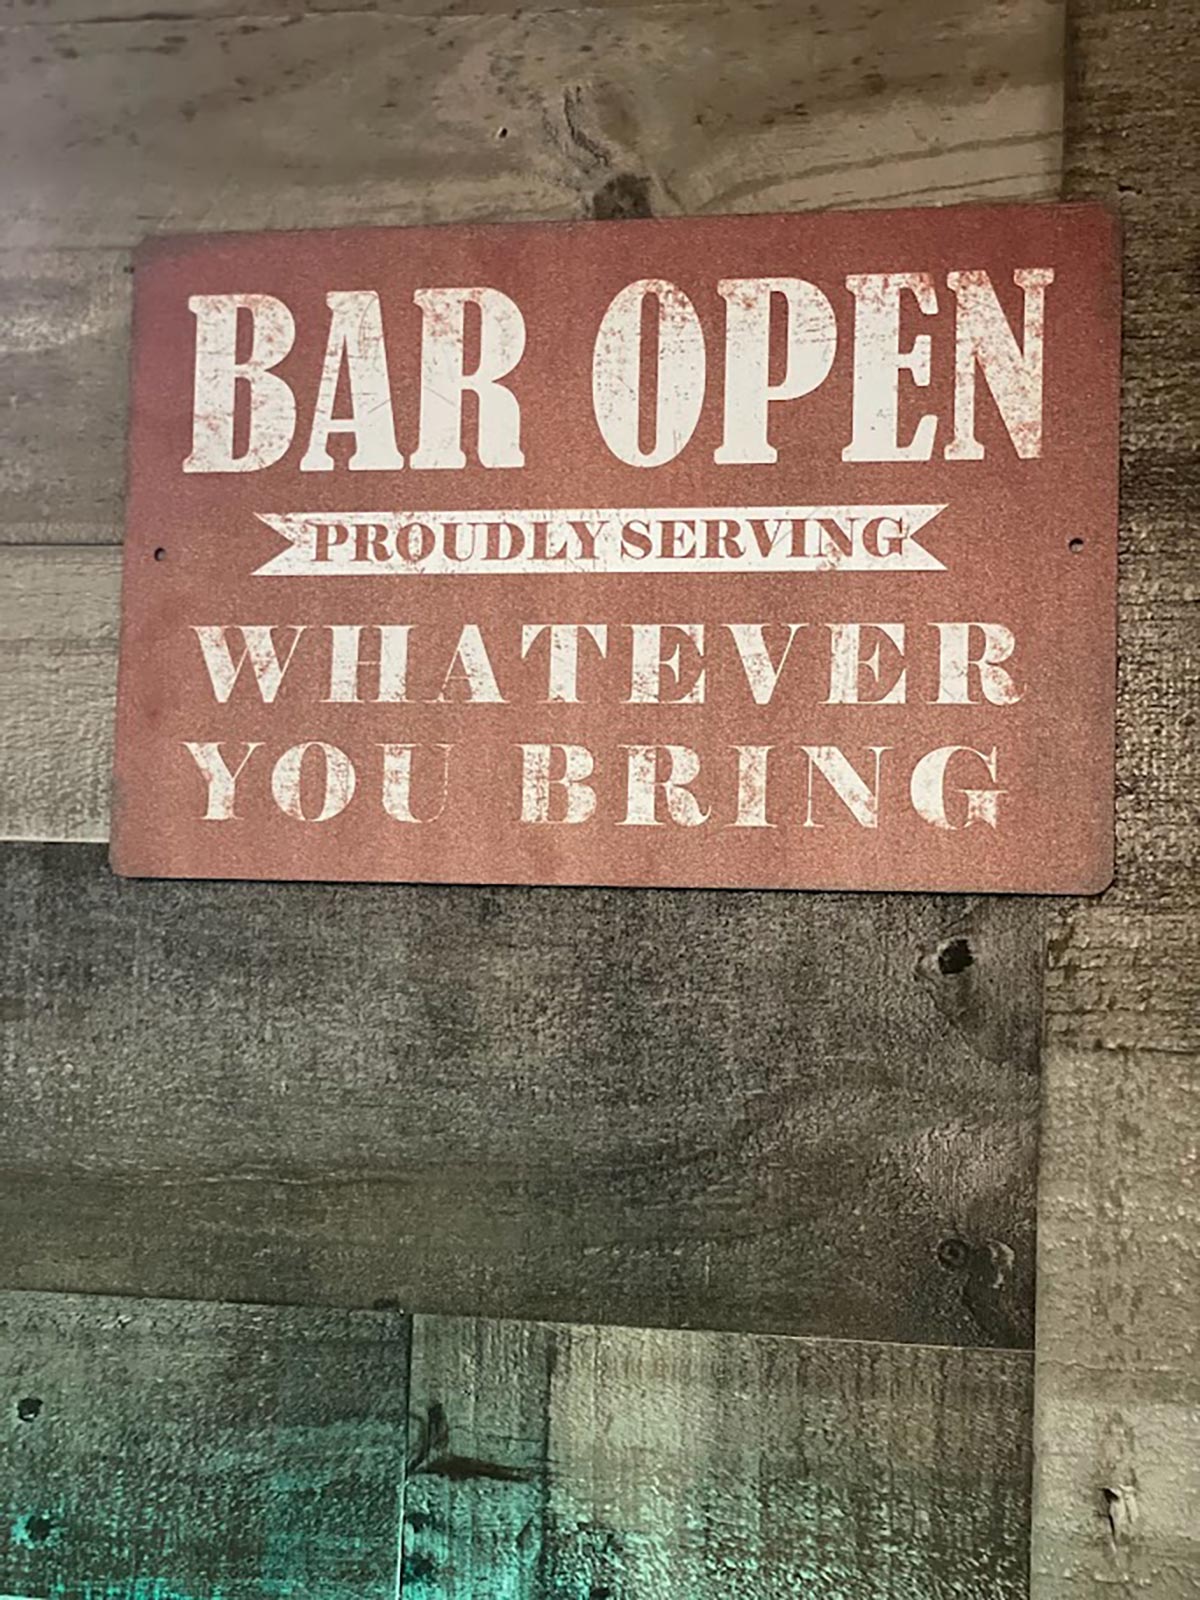 BAR OPEN
PROUDLY SERVING
WHATEVER
YOU BRING